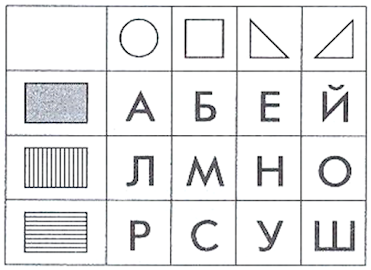 А Б Е Й
Л М Н О
Р С У Ш